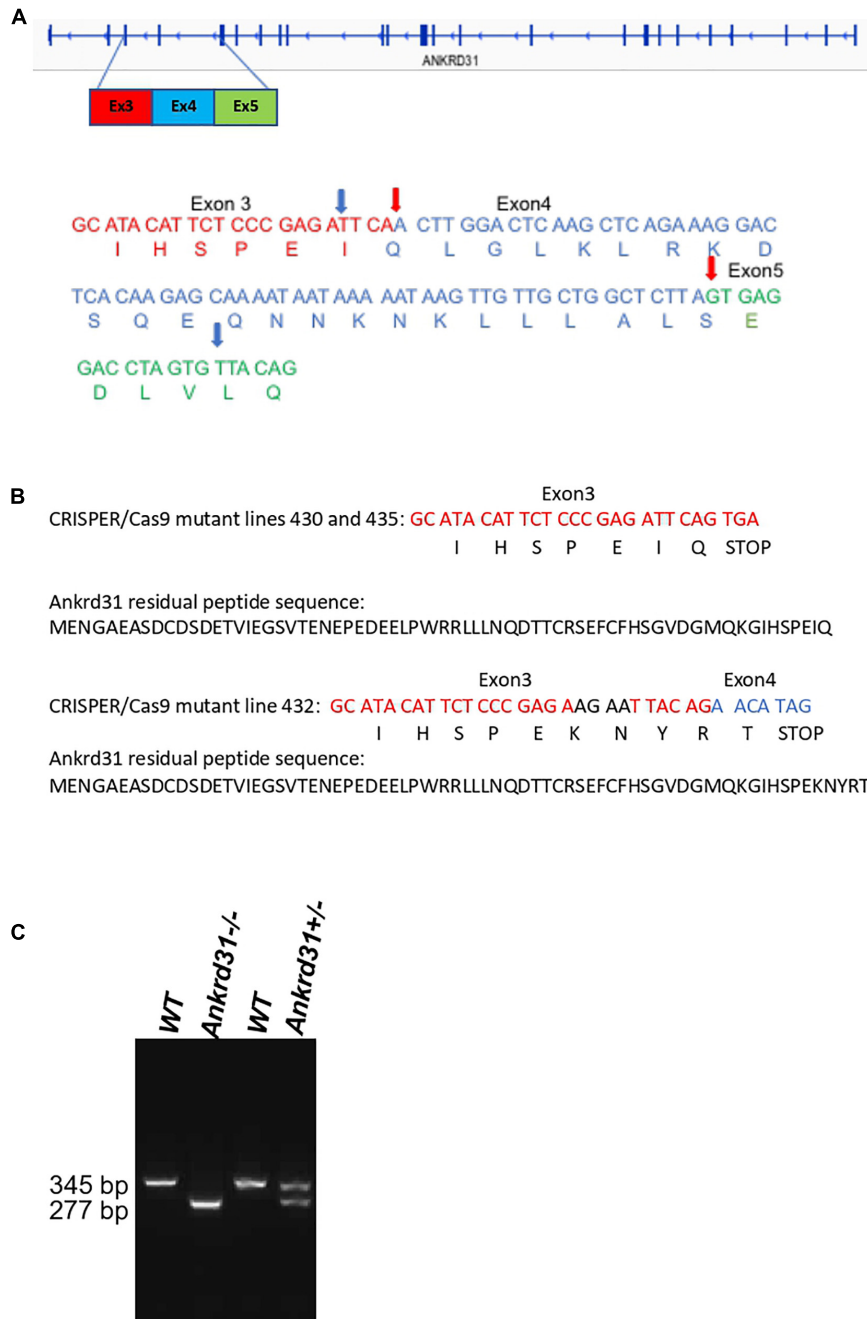 A
ANKRD31
Ex3 Ex4 Ex5
Exon 3 Exon4
GC ATA CAT TCT CCC GAG ATT CAA CTT GGA CTC AAG CTC AGA AAG GAC
I H S P E I Q L G L K L R K D
Exon5
TCA CAA GAG CAA AAT AAT AAA AAT AAG TTG TTG CTG GCT CTT AGT GAG
S Q E Q N N K N K L L L A L S E
GAC CTA GTG TTA CAG
D L V L Q
B
Exon3
CRISPER/Cas9 mutant lines 430 and 435: GC ATA CAT TCT CCC GAG ATT CAG TGA
I H S P E I Q STOP
Ankrd31 residual peptide sequence:
MENGAEASDCDSDETVIEGSVTENEPEDEELPWRRLLLNQDTTCRSEFCFHSGVDGMQKGIHSPEIQ
Exon3 Exon4
CRISPER/Cas9 mutant line 432: GC ATA CAT TCT CCC GAG AAG AAT TAC AGA ACA TAG
I H S P E K N Y R T STOP
Ankrd31 residual peptide sequence:
MENGAEASDCDSDETVIEGSVTENEPEDEELPWRRLLLNQDTTCRSEFCFHSGVDGMQKGIHSPEKNYRT
C
WT Ankrd31-/- WT Ankrd31+/-
345 bp
277 bp